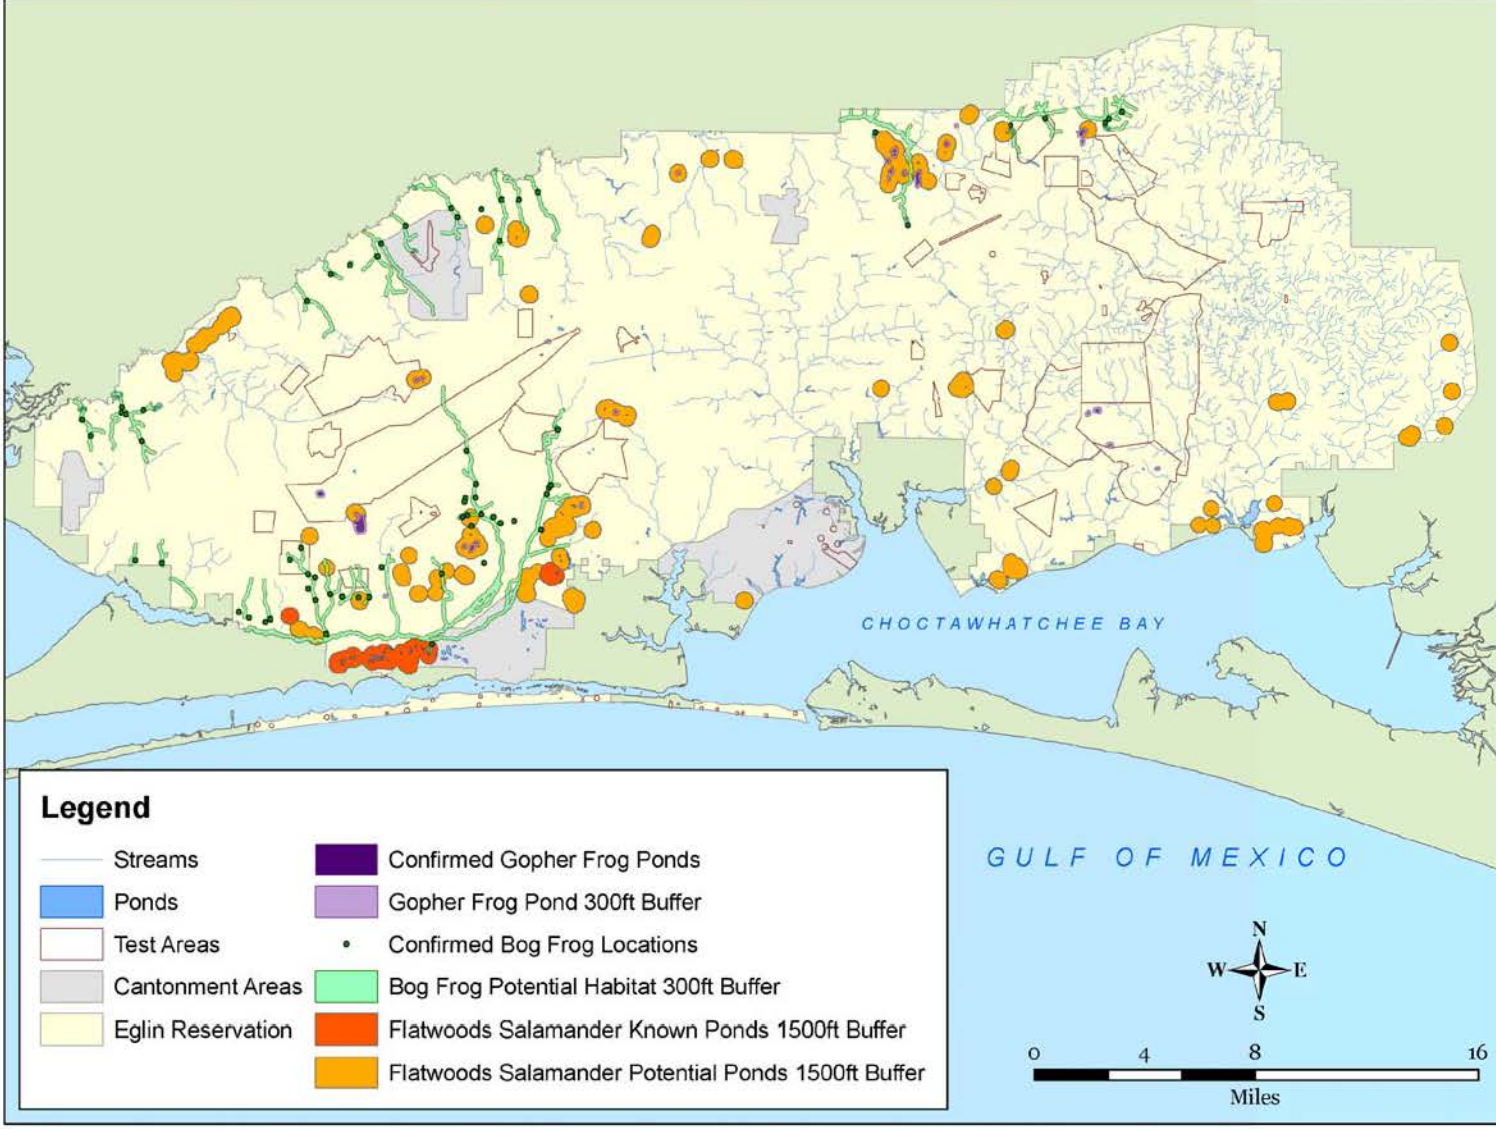 CHOCTAWHATCHEE BAY
GULF OF MEXICO
Legend
Streams
Ponds
Test Areas
Cantonment Areas
Eglin Reservation
Confirmed Gopher Frog Ponds
Gopher Frog Pond 300ft Buffer
Confirmed Bog Frog Locations
Bog Frog Potential Habitat 300ft Buffer
Flatwoods Salamander Known Ponds 1500ft Buffer
Flatwoods Salamander Potential Ponds 1500ft Buffer
N
W E
S
0 4 8 16
Miles